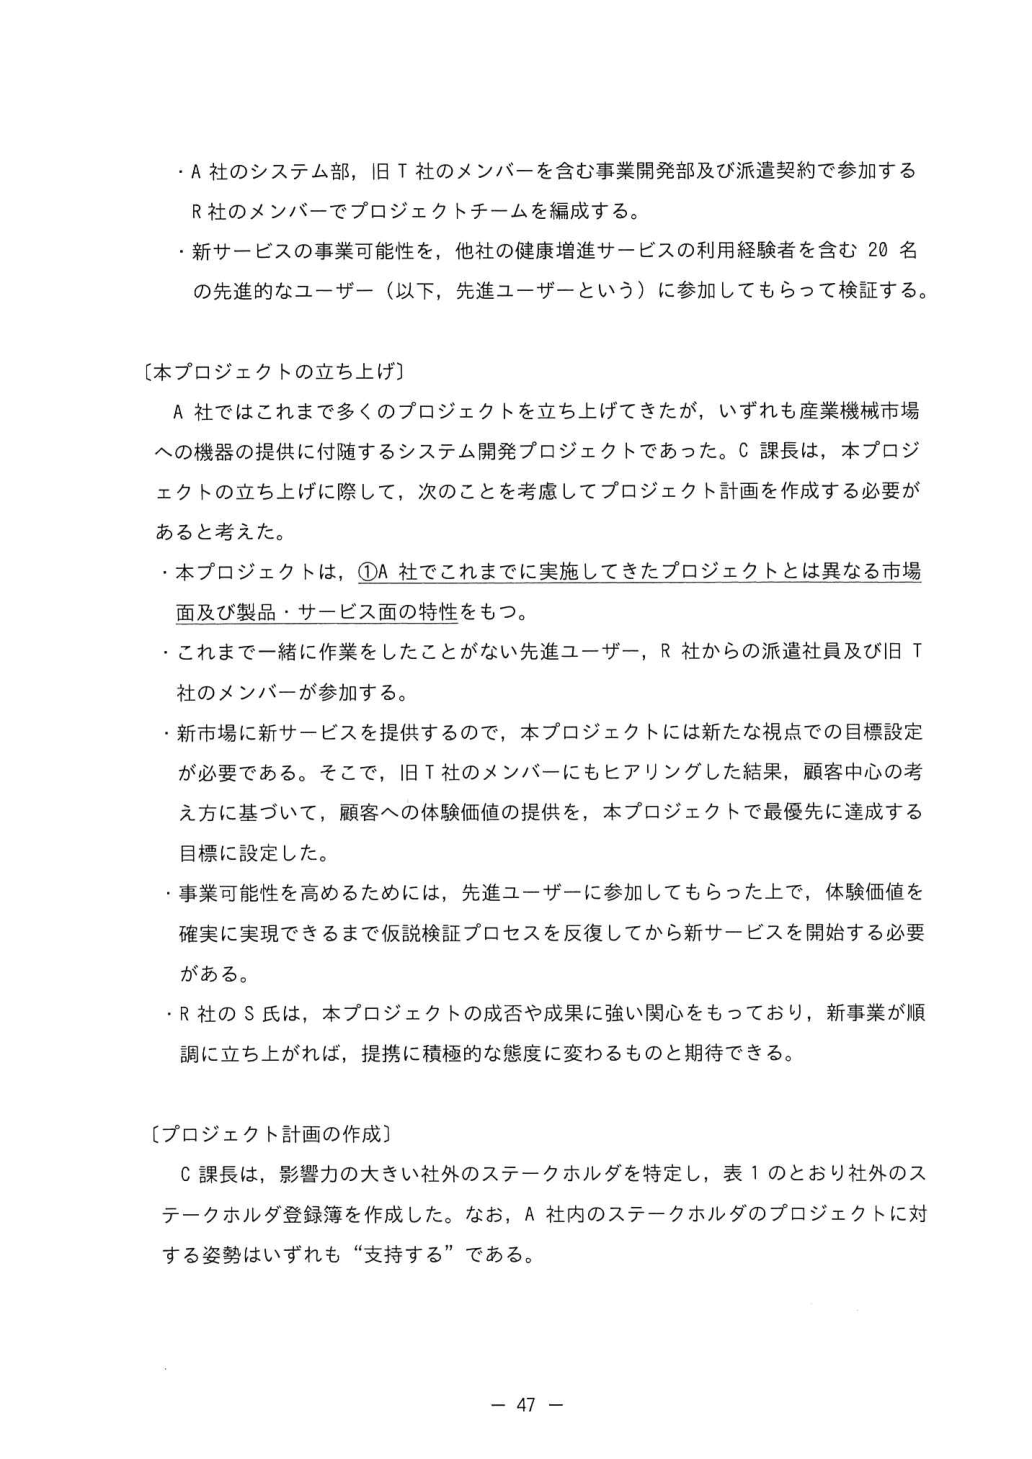 ・A 社のシステム部，旧 T 社のメンバーを含む事業開発部及び派遣契約で参加する
R 社のメンバーでプロジェクトチームを編成する。
・新サービスの事業可能性を，他社の健康増進サービスの利用経験者を含む 20 名
の先進的なユーザー（以下，先進ユーザーという）に参加してもらって検証する。
〔本プロジェクトの立ち上げ〕
A 社ではこれまで多くのプロジェクトを立ち上げてきたが，いずれも産業機械市場
への機器の提供に付随するシステム開発プロジェクトであった。C 課長は，本プロジ
ェクトの立ち上げに際して，次のことを考慮してプロジェクト計画を作成する必要が
あると考えた。
・本プロジェクトは，①A 社でこれまでに実施してきたプロジェクトとは異なる市場
面及び製品・サービス面の特性をもつ。
・これまで一緒に作業をしたことがない先進ユーザー，R 社からの派遣社員及び旧 T
社のメンバーが参加する。
・新市場に新サービスを提供するので，本プロジェクトには新たな視点での目標設定
が必要である。そこで，旧 T 社のメンバーにもヒアリングした結果，顧客中心の考
え方に基づいて，顧客への体験価値の提供を，本プロジェクトで最優先に達成する
目標に設定した。
・事業可能性を高めるためには，先進ユーザーに参加してもらった上で，体験価値を
確実に実現できるまで仮説検証プロセスを反復してから新サービスを開始する必要
がある。
・R 社の S 氏は，本プロジェクトの成否や成果に強い関心をもっており，新事業が順
調に立ち上がれば，提携に積極的な態度に変わるものと期待できる。
〔プロジェクト計画の作成〕
C 課長は，影響力の大きい社外のステークホルダを特定し，表 1 のとおり社外のス
テークホルダ登録簿を作成した。なお，A 社内のステークホルダのプロジェクトに対
する姿勢はいずれも“支持する”である。
－ 47 －